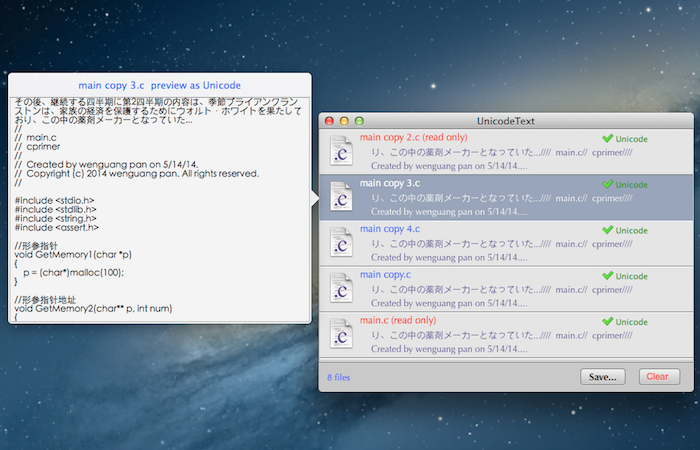 main copy 3.c preview as Unicode
その後、継続する四半期に第2四半期の内容は、季節ブライアンクラン
ストンは、家族の経済を保護するためにウォルト・ホワイトを果たして
おり、この中の薬剤メーカーとなっていた...
//
// main.c
// cprimer
//
// Created by wenguang pan on 5/14/14.
// Copyright (c) 2014 wenguang pan. All rights reserved.
//
#include <stdio.h>
#include <stdlib.h>
#include <string.h>
#include <assert.h>
//形参指针
void GetMemory1(char *p)
{
p = (char*)malloc(100);
}
//形参指针地址
void GetMemory2(char** p, int num)
{
UnicodeText
main copy 2.c (read only)
Unicode
.c
り、この中の薬剤メーカーとなっていた...//// main.c// cprimer////
Created by wenguang pan on 5/14/14....
main copy 3.c
Unicode
.c
り、この中の薬剤メーカーとなっていた...//// main.c// cprimer////
Created by wenguang pan on 5/14/14....
main copy 4.c
Unicode
.c
り、この中の薬剤メーカーとなっていた...//// main.c// cprimer////
Created by wenguang pan on 5/14/14....
main copy.c
Unicode
.c
り、この中の薬剤メーカーとなっていた...//// main.c// cprimer////
Created by wenguang pan on 5/14/14....
main.c (read only)
Unicode
.c
り、この中の薬剤メーカーとなっていた...//// main.c// cprimer////
Created by wenguang pan on 5/14/14....
8 files
Save...
Clear